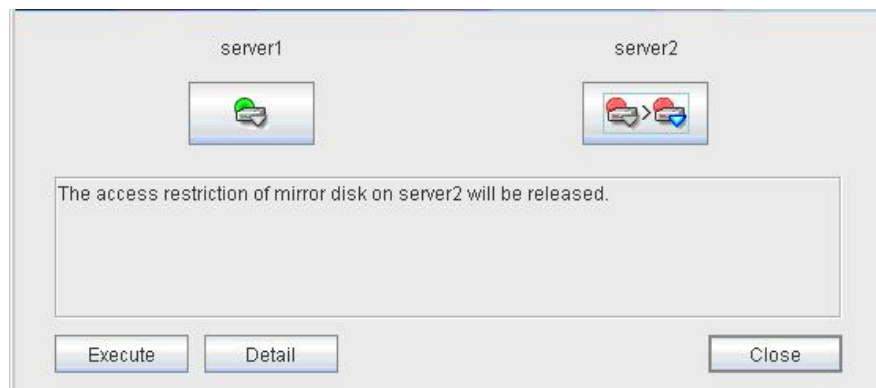 server1
server2
>
The access restriction of mirror disk on server2 will be released.
Execute
Detail
Close